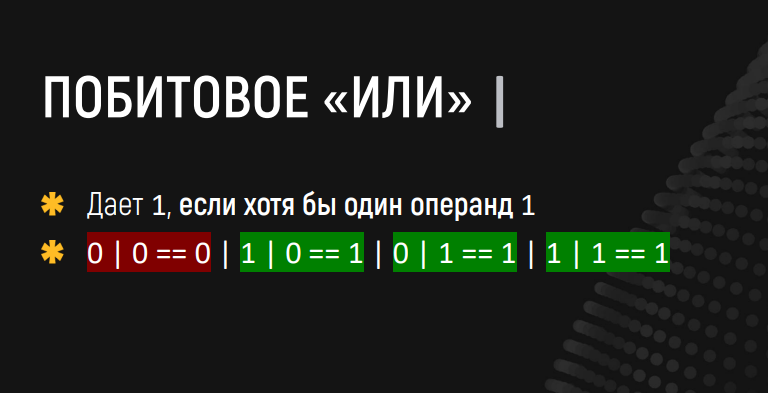 ПОБИТОВОЕ «ИЛИ» |
Дает 1, если хотя бы один операнд 1
0 | 0 == 0 | 1 | 0 == 1 | 0 | 1 == 1 | 1 | 1 == 1